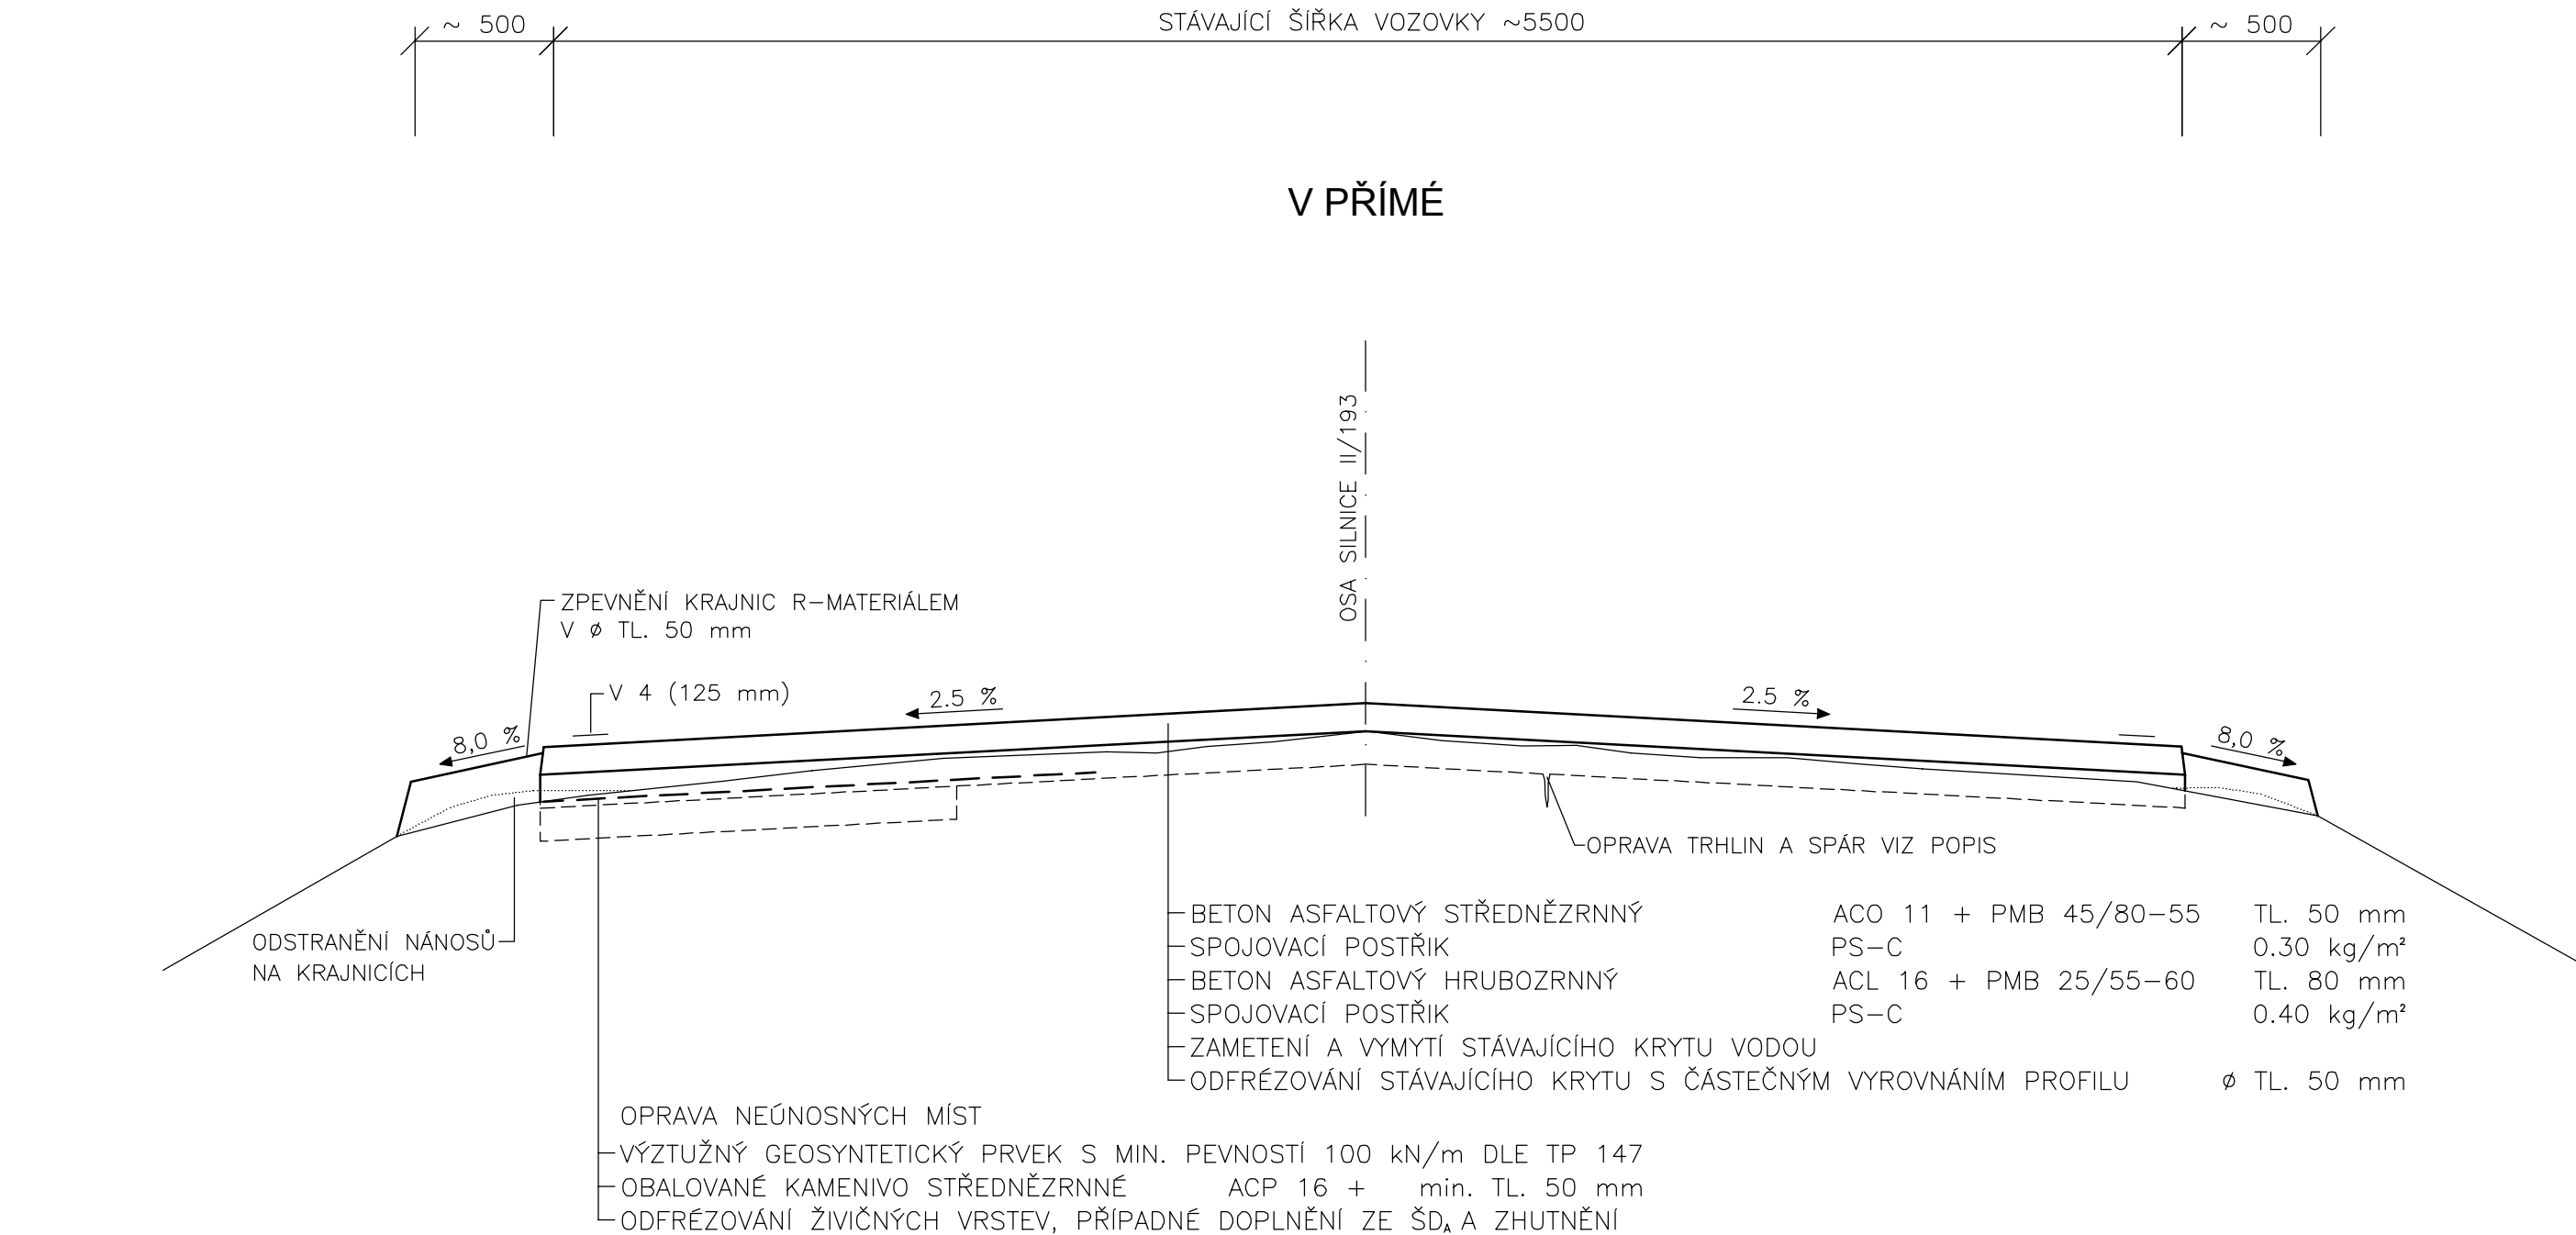 ~ 500
STÁVAJÍCÍ ŠÍŘKA VOZOVKY ~5500
~ 500
V PŘÍMÉ
OSA SILNICE II/193
ZPEVNĚNÍ KRAJNIC R-MATERIÁLEM
V ø TL. 50 mm
V 4 (125 mm)
2.5 %
2.5 %
8,0 %
8,0 %
OPRAVA TRHLIN A SPÁR VIZ POPIS
ODSTRANĚNÍ NÁNOSŮ
NA KRAJNICÍCH
BETON ASFALTOVÝ STŘEDNĚZRNNÝ ACO 11 + PMB 45/80-55 TL. 50 mm
SPOJOVACÍ POSTŘIK PS-C 0.30 kg/m²
BETON ASFALTOVÝ HRUBOZRNNÝ ACL 16 + PMB 25/55-60 TL. 80 mm
SPOJOVACÍ POSTŘIK PS-C 0.40 kg/m²
ZAMETENÍ A VYMYTÍ STÁVAJÍCÍHO KRYTU VODOU
ODFRÉZOVÁNÍ STÁVAJÍCÍHO KRYTU S ČÁSTEČNÝM VYROVNÁNÍM PROFILU ø TL. 50 mm
OPRAVA NEÚNOSNÝCH MÍST
VÝZTUŽNÝ GEOSYNTETICKÝ PRVEK S MIN. PEVNOSTÍ 100 kN/m DLE TP 147
OBALOVANÉ KAMENIVO STŘEDNĚZRNNÉ ACP 16 + min. TL. 50 mm
ODFRÉZOVÁNÍ ŽIVIČNÝCH VRSTEV, PŘÍPADNÉ DOPLNĚNÍ ZE ŠDA A ZHUTNĚNÍ